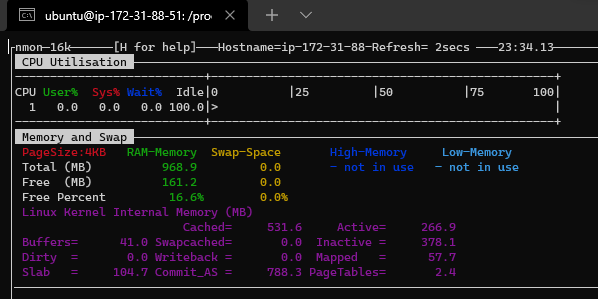 ubuntu@ip-172-31-88-51: /pro
nmon-16k [H for help] Hostname=ip-172-31-88 Refresh= 2secs 23:34.13
CPU Utilisation
CPU User% Sys% Wait% Idle|0 |25 |50 |75 100|
1 0.0 0.0 0.0 100.0|> |
Memory and Swap
PageSize:4KB RAM-Memory Swap-Space High-Memory Low-Memory
Total (MB) 968.9 0.0 - not in use - not in use
Free (MB) 161.2 0.0
Free Percent 16.6% 0.0%
Linux Kernel Internal Memory (MB)
Cached= 531.6 Active= 266.9
Buffers= 41.0 Swapcached= 0.0 Inactive = 378.1
Dirty = 0.0 Writeback = 0.0 Mapped = 57.7
Slab = 104.7 Commit_AS = 788.3 PageTables= 2.4